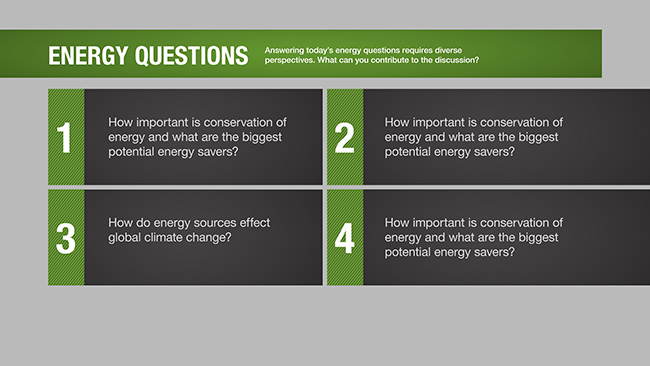 ENERGY QUESTIONS
Answering today's energy questions requires diverse
perspectives. What can you contribute to the discussion?
1
How important is conservation of
energy and what are the biggest
potential energy savers?
2
How important is conservation of
energy and what are the biggest
potential energy savers?
3
How do energy sources effect
global climate change?
4
How important is conservation of
energy and what are the biggest
potential energy savers?